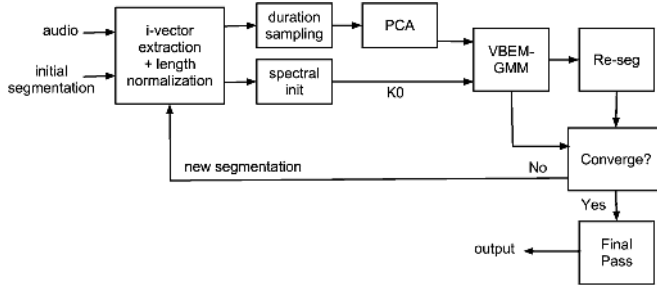 audio
initial
segmentation
i-vector
extraction
+ length
normalization
duration
sampling
PCA
spectral
init
K0
VBEM-
GMM
Re-seg
Converge?
No
new segmentation
Yes
Final
Pass
output